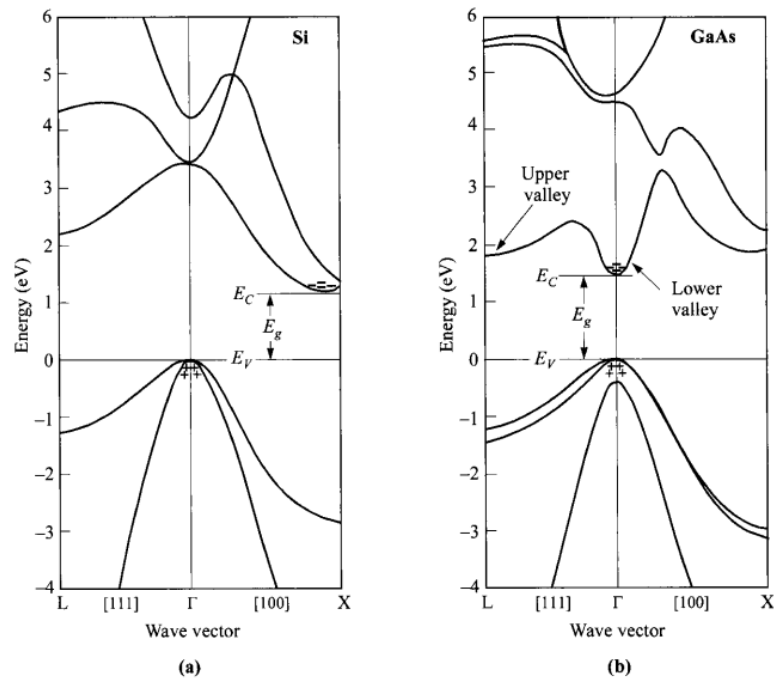 Si
Energy (eV)
6
5
4
3
2
1
0
−1
−2
−3
−4
E_C
E_g
E_V
L [111] Γ [100] X
Wave vector
(a)
GaAs
Energy (eV)
6
5
4
3
2
1
0
−1
−2
−3
−4
Upper
valley
Lower
valley
E_C
E_g
E_V
L [111] Γ [100] X
Wave vector
(b)